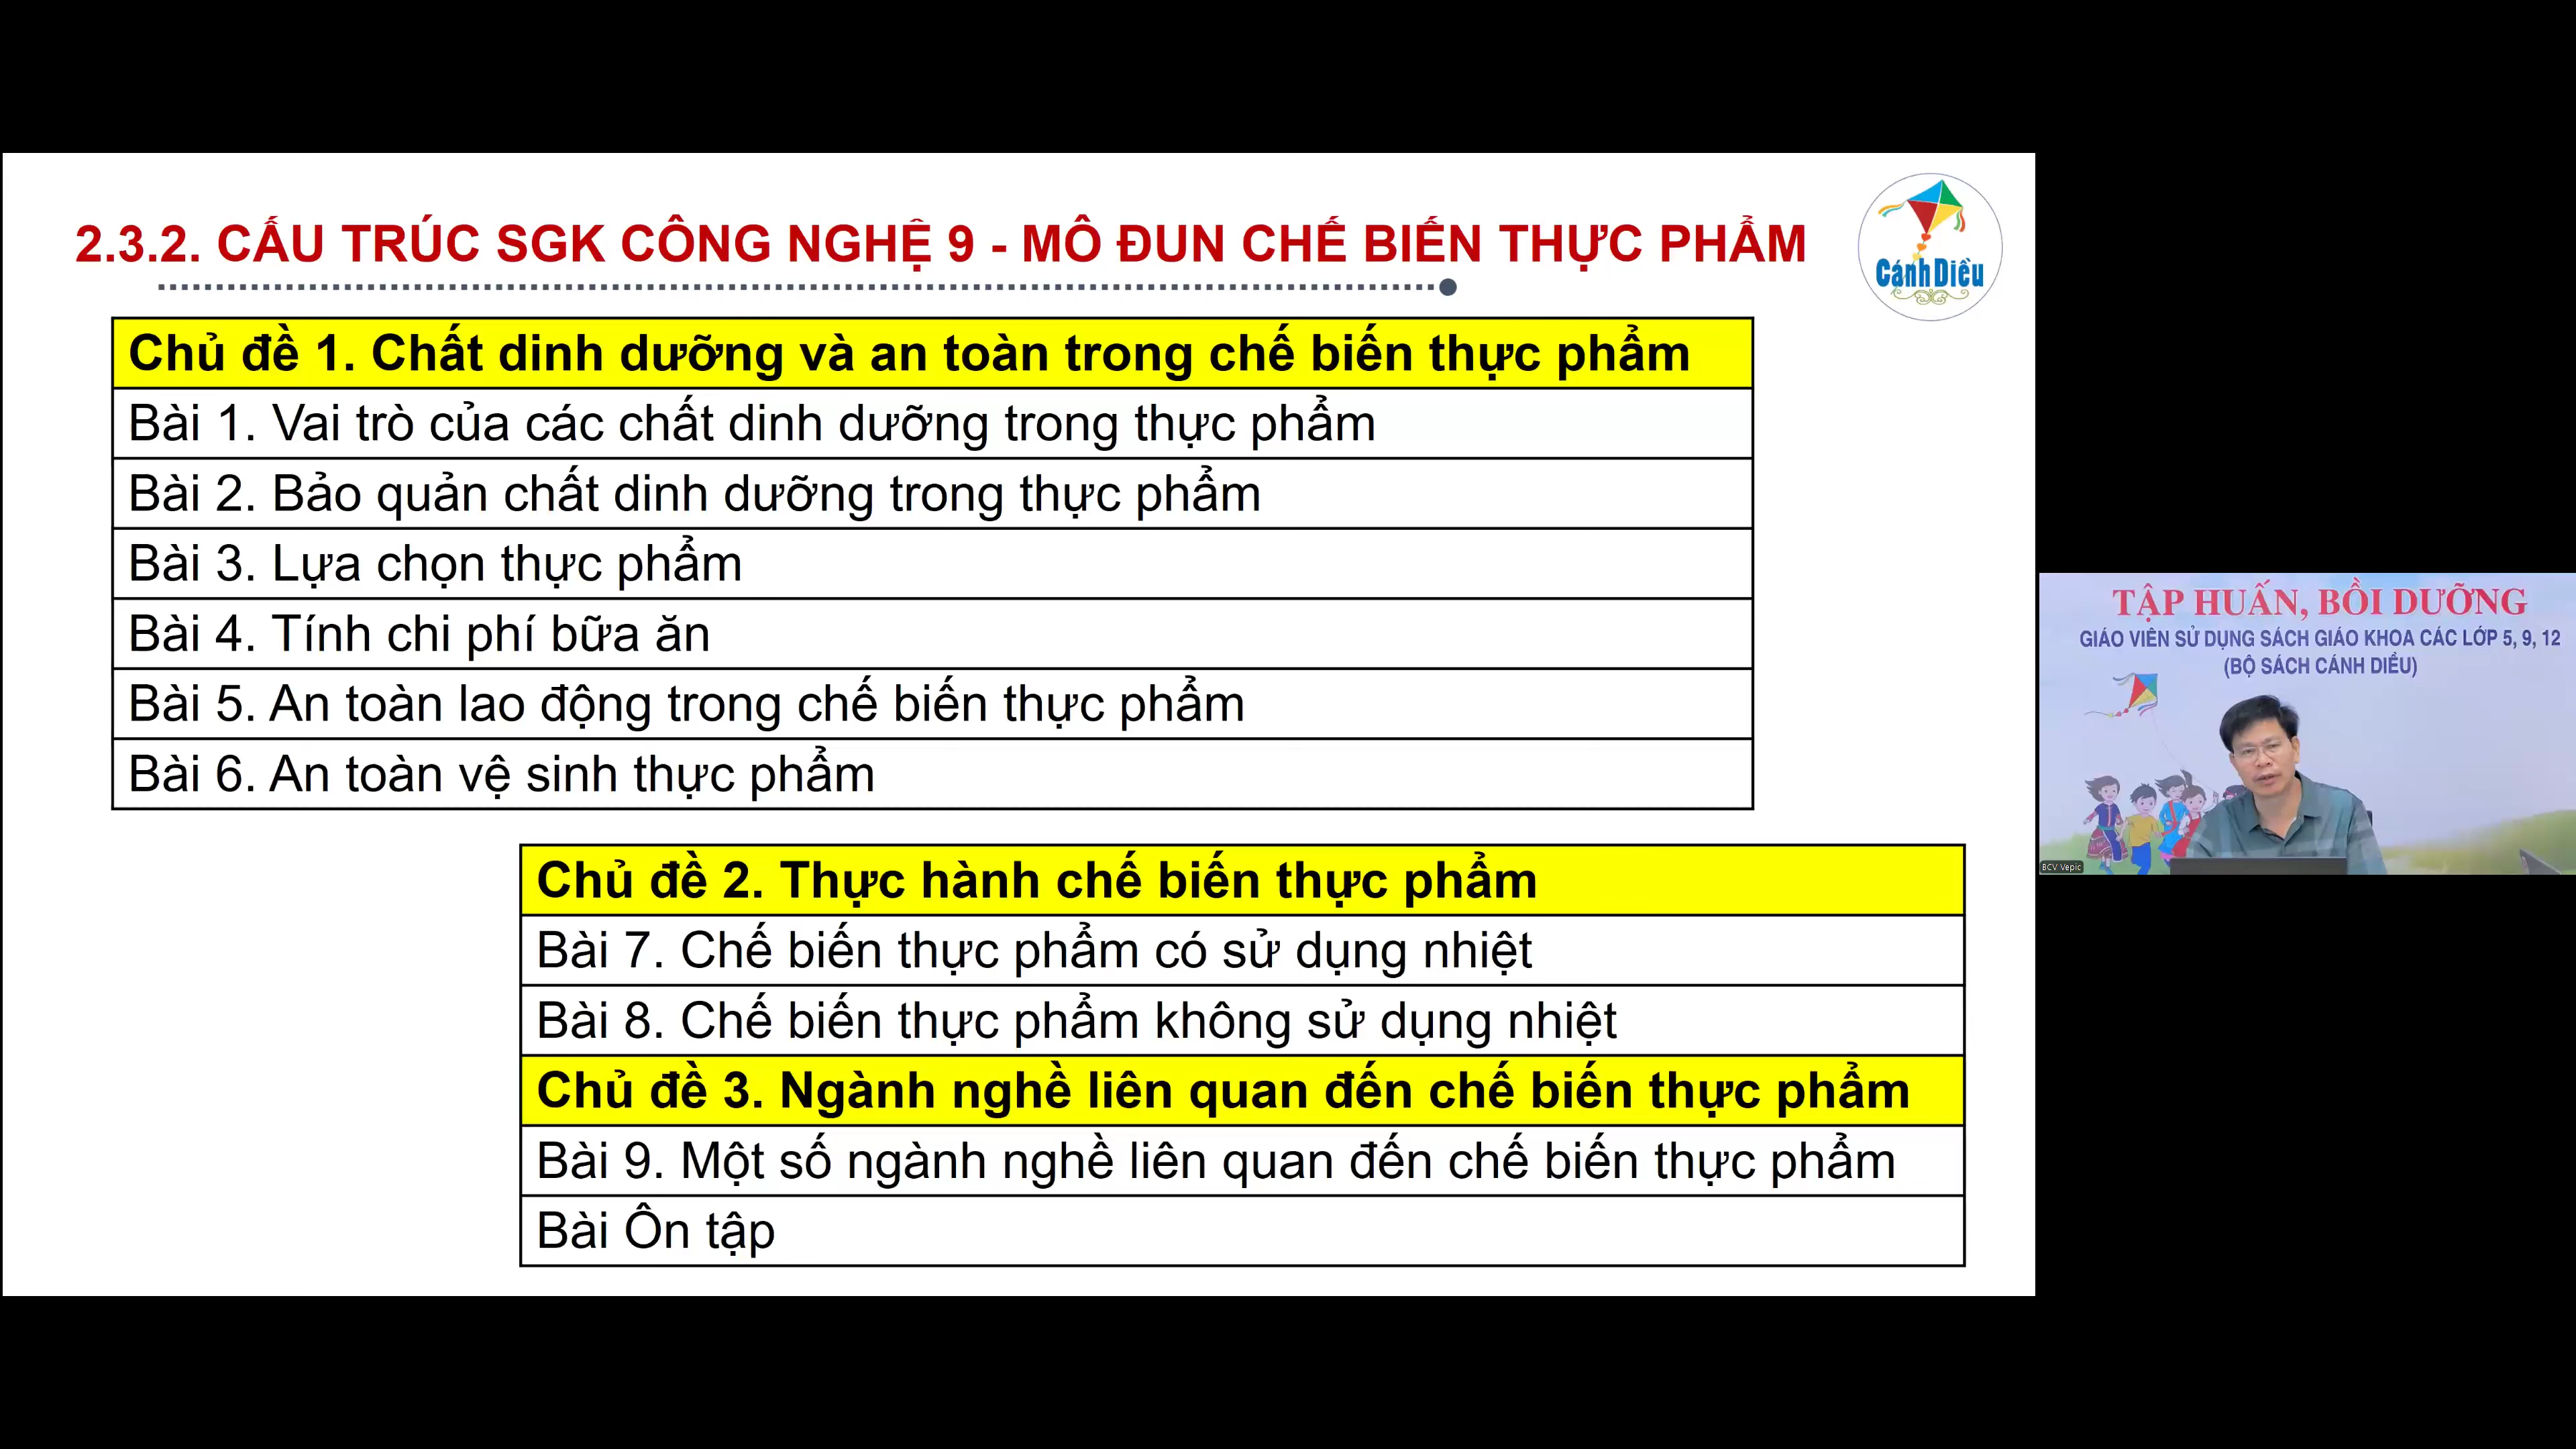 2.3.2. CẤU TRÚC SGK CÔNG NGHỆ 9 - MÔ ĐUN CHẾ BIẾN THỰC PHẨM
Cánh Diều
Chủ đề 1. Chất dinh dưỡng và an toàn trong chế biến thực phẩm
Bài 1. Vai trò của các chất dinh dưỡng trong thực phẩm
Bài 2. Bảo quản chất dinh dưỡng trong thực phẩm
Bài 3. Lựa chọn thực phẩm
Bài 4. Tính chi phí bữa ăn
Bài 5. An toàn lao động trong chế biến thực phẩm
Bài 6. An toàn vệ sinh thực phẩm
Chủ đề 2. Thực hành chế biến thực phẩm
Bài 7. Chế biến thực phẩm có sử dụng nhiệt
Bài 8. Chế biến thực phẩm không sử dụng nhiệt
Chủ đề 3. Ngành nghề liên quan đến chế biến thực phẩm
Bài 9. Một số ngành nghề liên quan đến chế biến thực phẩm
Bài Ôn tập
TẬP HUẤN, BỒI DƯỠNG
GIÁO VIÊN SỬ DỤNG SÁCH GIÁO KHOA CÁC LỚP 5, 9, 12
(BỘ SÁCH CÁNH DIỀU)
BCV Vepic